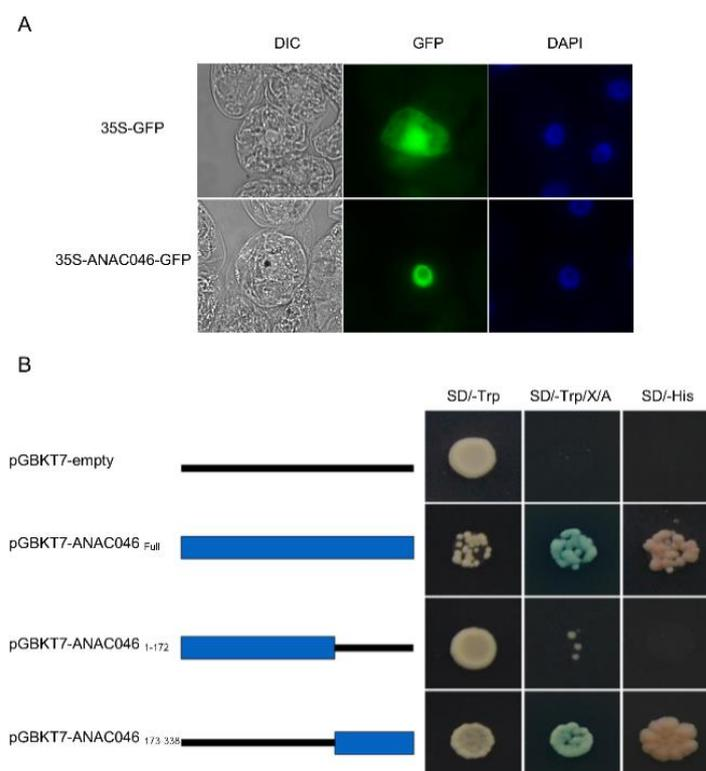 A
DIC GFP DAPI
35S-GFP
35S-ANAC046-GFP
B
SD/-Trp SD/-Trp/X/A SD/-His
pGBKT7-empty
pGBKT7-ANAC046 Full
pGBKT7-ANAC046 1-172
pGBKT7-ANAC046 173-338